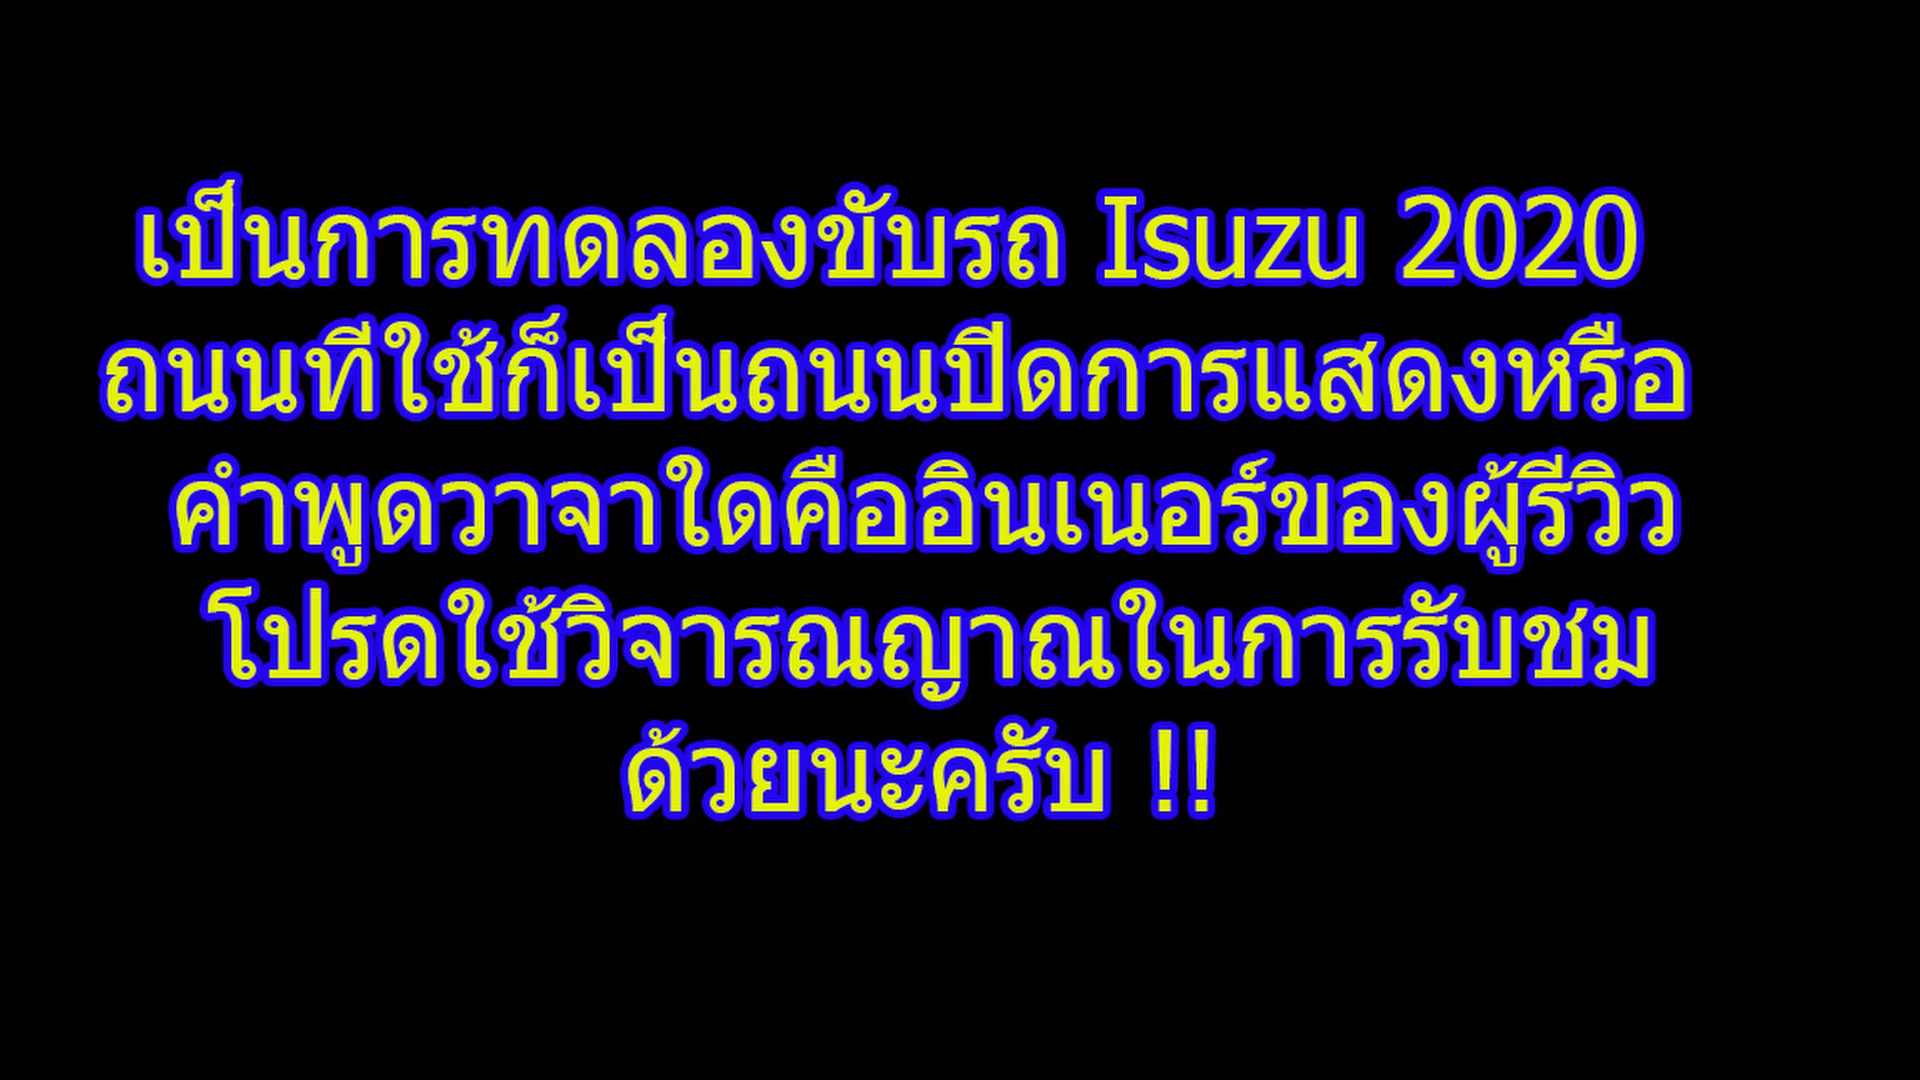 เป็นการทดลองขับรถ Isuzu 2020
ถนนที่ใช้ก็เป็นถนนปิดการแสดงหรือ
คำพูดวาจาใดคืออินเนอร์ของผู้รีวิว
โปรดใช้วิจารณญาณในการรับชม
ด้วยนะครับ !!